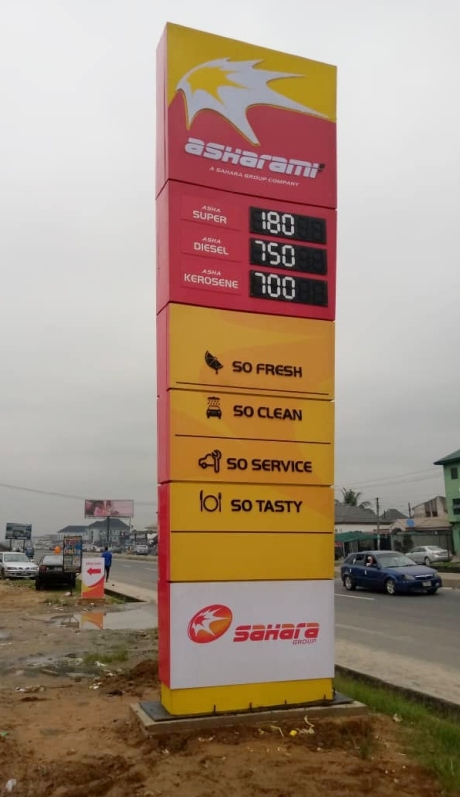 asharami
A SAHARA GROUP COMPANY
ASHA
SUPER
180
ASHA
DIESEL
750
ASHA
KEROSENE
700
SO FRESH
SO CLEAN
SO SERVICE
SO TASTY
sahara
GROUP